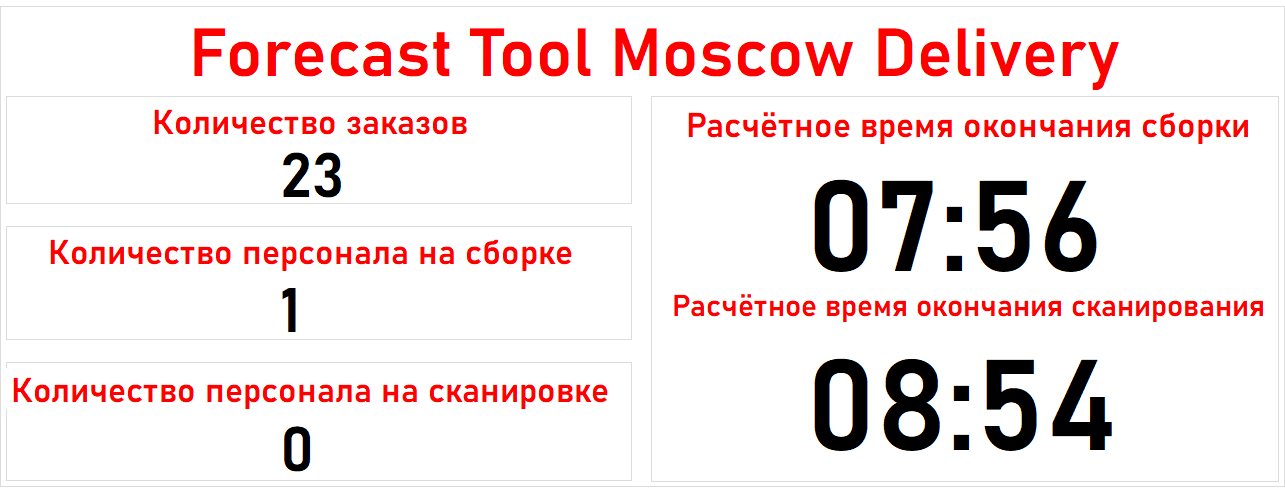 Forecast Tool Moscow Delivery
Количество заказов
23
Количество персонала на сборке
1
Количество персонала на сканировке
0
Расчётное время окончания сборки
07:56
Расчётное время окончания сканирования
08:54